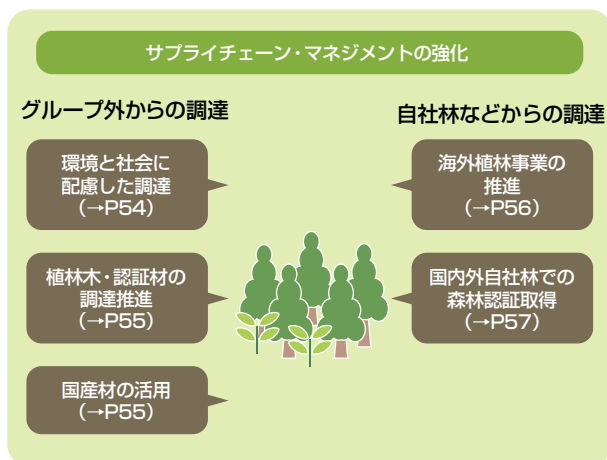 サプライチェーン・マネジメントの強化
グループ外からの調達
環境と社会に
配慮した調達
(→P54)
植林木・認証材の
調達推進
(→P55)
国産材の活用
(→P55)
自社林などからの調達
海外植林事業の
推進
(→P56)
国内外自社林での
森林認証取得
(→P57)